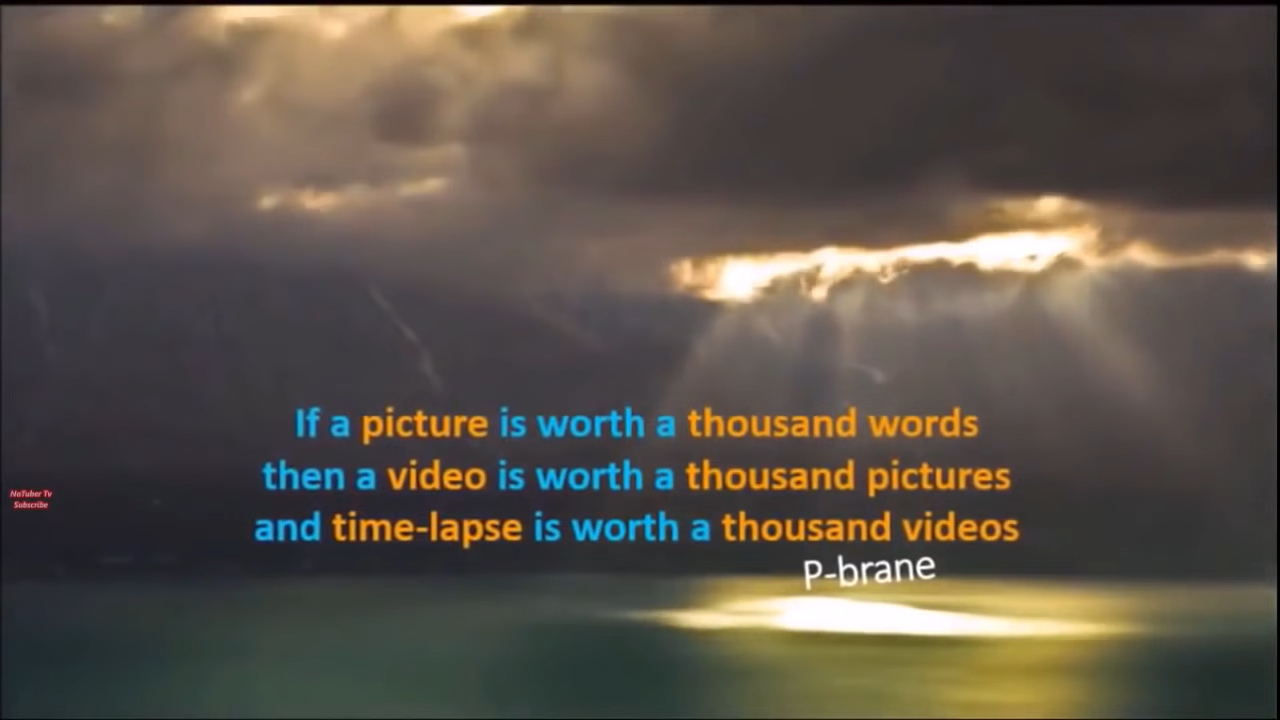 If a picture is worth a thousand words
then a video is worth a thousand pictures
and time-lapse is worth a thousand videos
P-brane
NaTuber Tv
Subscribe